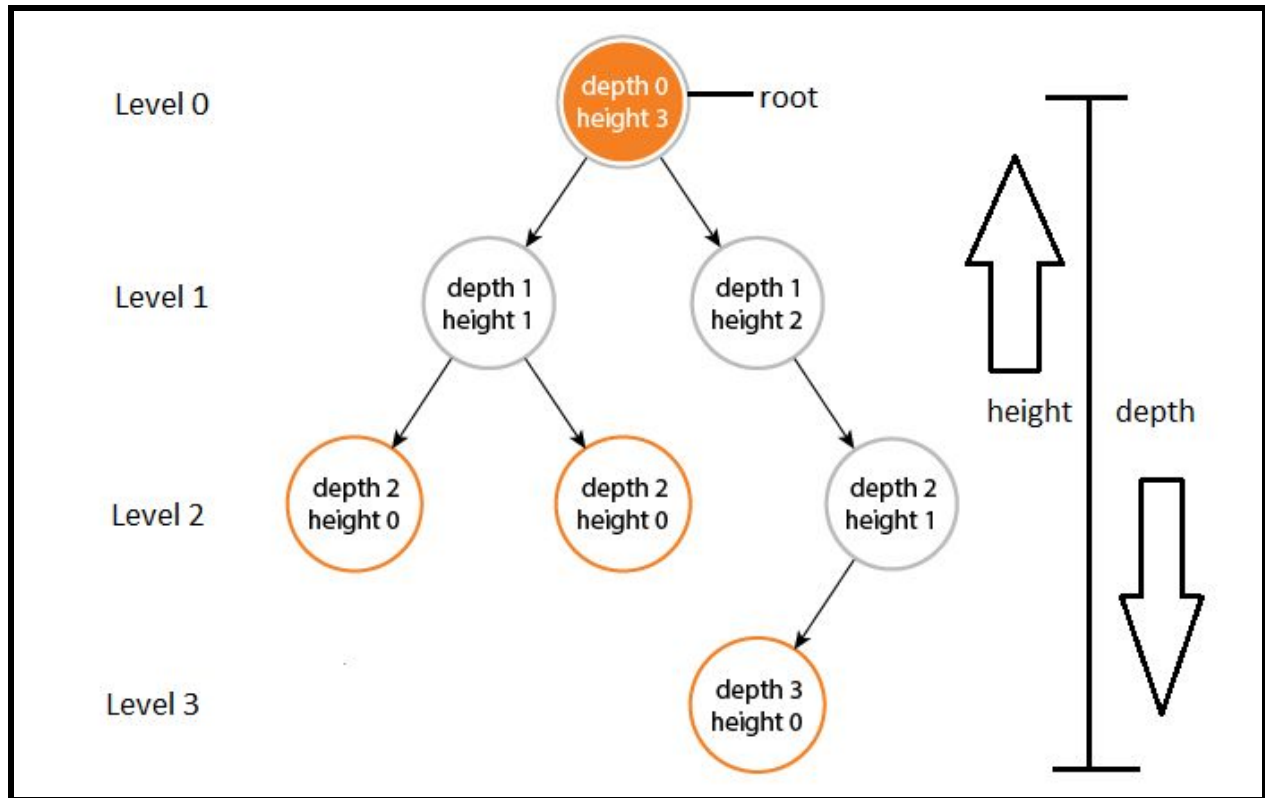 Level 0
depth 0
height 3
root
Level 1
depth 1
height 1
depth 1
height 2
height
depth
Level 2
depth 2
height 0
depth 2
height 0
depth 2
height 1
Level 3
depth 3
height 0